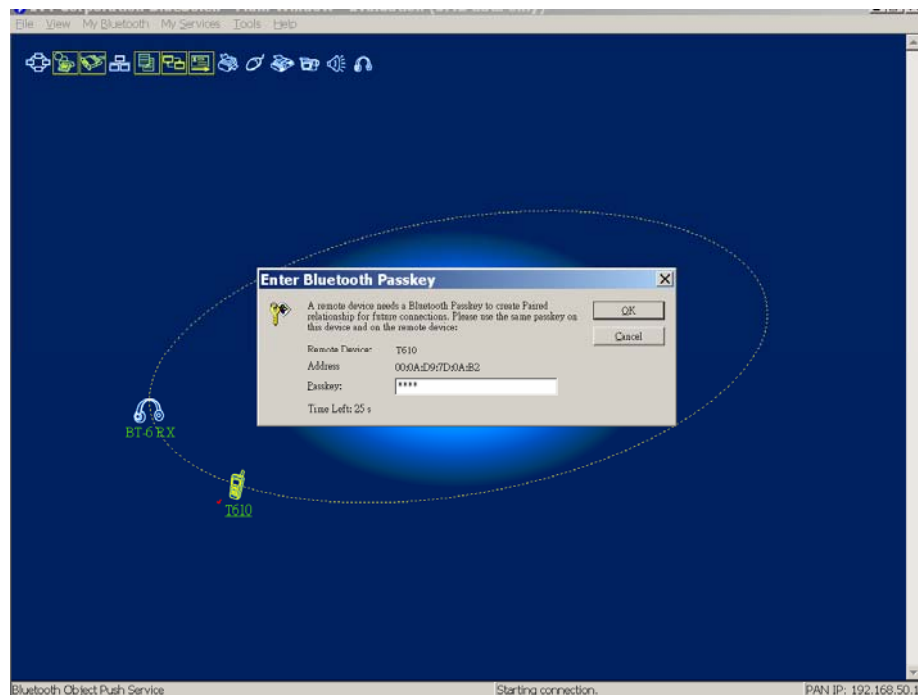 File View My Bluetooth My Services Tools Help
Enter Bluetooth Passkey
A remote device needs a Bluetooth Passkey to create Paired
relationship for future connections. Please use the same passkey on
this device and on the remote device:
OK
Cancel
Remote Device: T610
Address 00:0A:D9:7D:0A:B2
Passkey: ****
Time Left: 25 s
BT-6 RX
T610
Bluetooth Object Push Service Starting connection. PAN IP: 192.168.50.